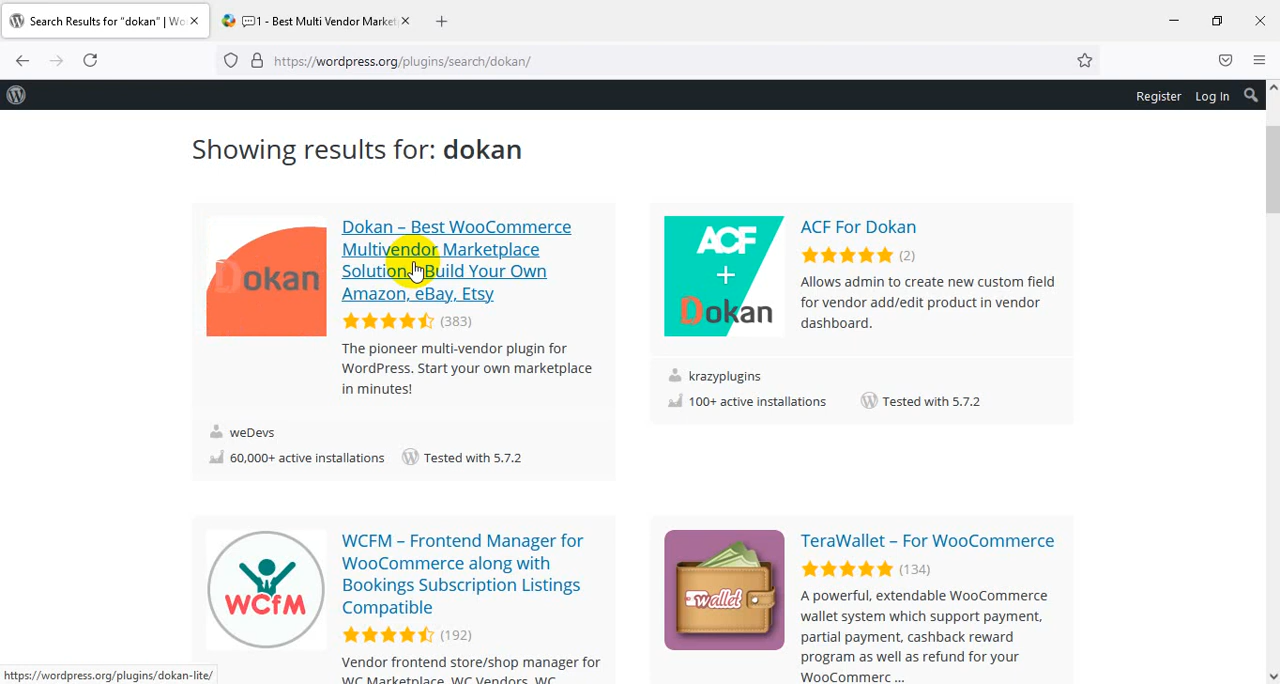 Search Results for "dokan" | Wo
1 - Best Multi Vendor Market
https://wordpress.org/plugins/search/dokan/
Register Log In
Showing results for: dokan
Dokan
Dokan – Best WooCommerce
Multivendor Marketplace
Solution Build Your Own
Amazon, eBay, Etsy
(383)
The pioneer multi-vendor plugin for
WordPress. Start your own marketplace
in minutes!
weDevs
60,000+ active installations Tested with 5.7.2
ACF
+
Dokan
ACF For Dokan
(2)
Allows admin to create new custom field
for vendor add/edit product in vendor
dashboard.
krazyplugins
100+ active installations Tested with 5.7.2
WCfM
WCFM – Frontend Manager for
WooCommerce along with
Bookings Subscription Listings
Compatible
(192)
Vendor frontend store/shop manager for
WC Marketplace, WC Vendors, WC
wallet
TeraWallet – For WooCommerce
(134)
A powerful, extendable WooCommerce
wallet system which support payment,
partial payment, cashback reward
program as well as refund for your
WooCommerc ...
https://wordpress.org/plugins/dokan-lite/